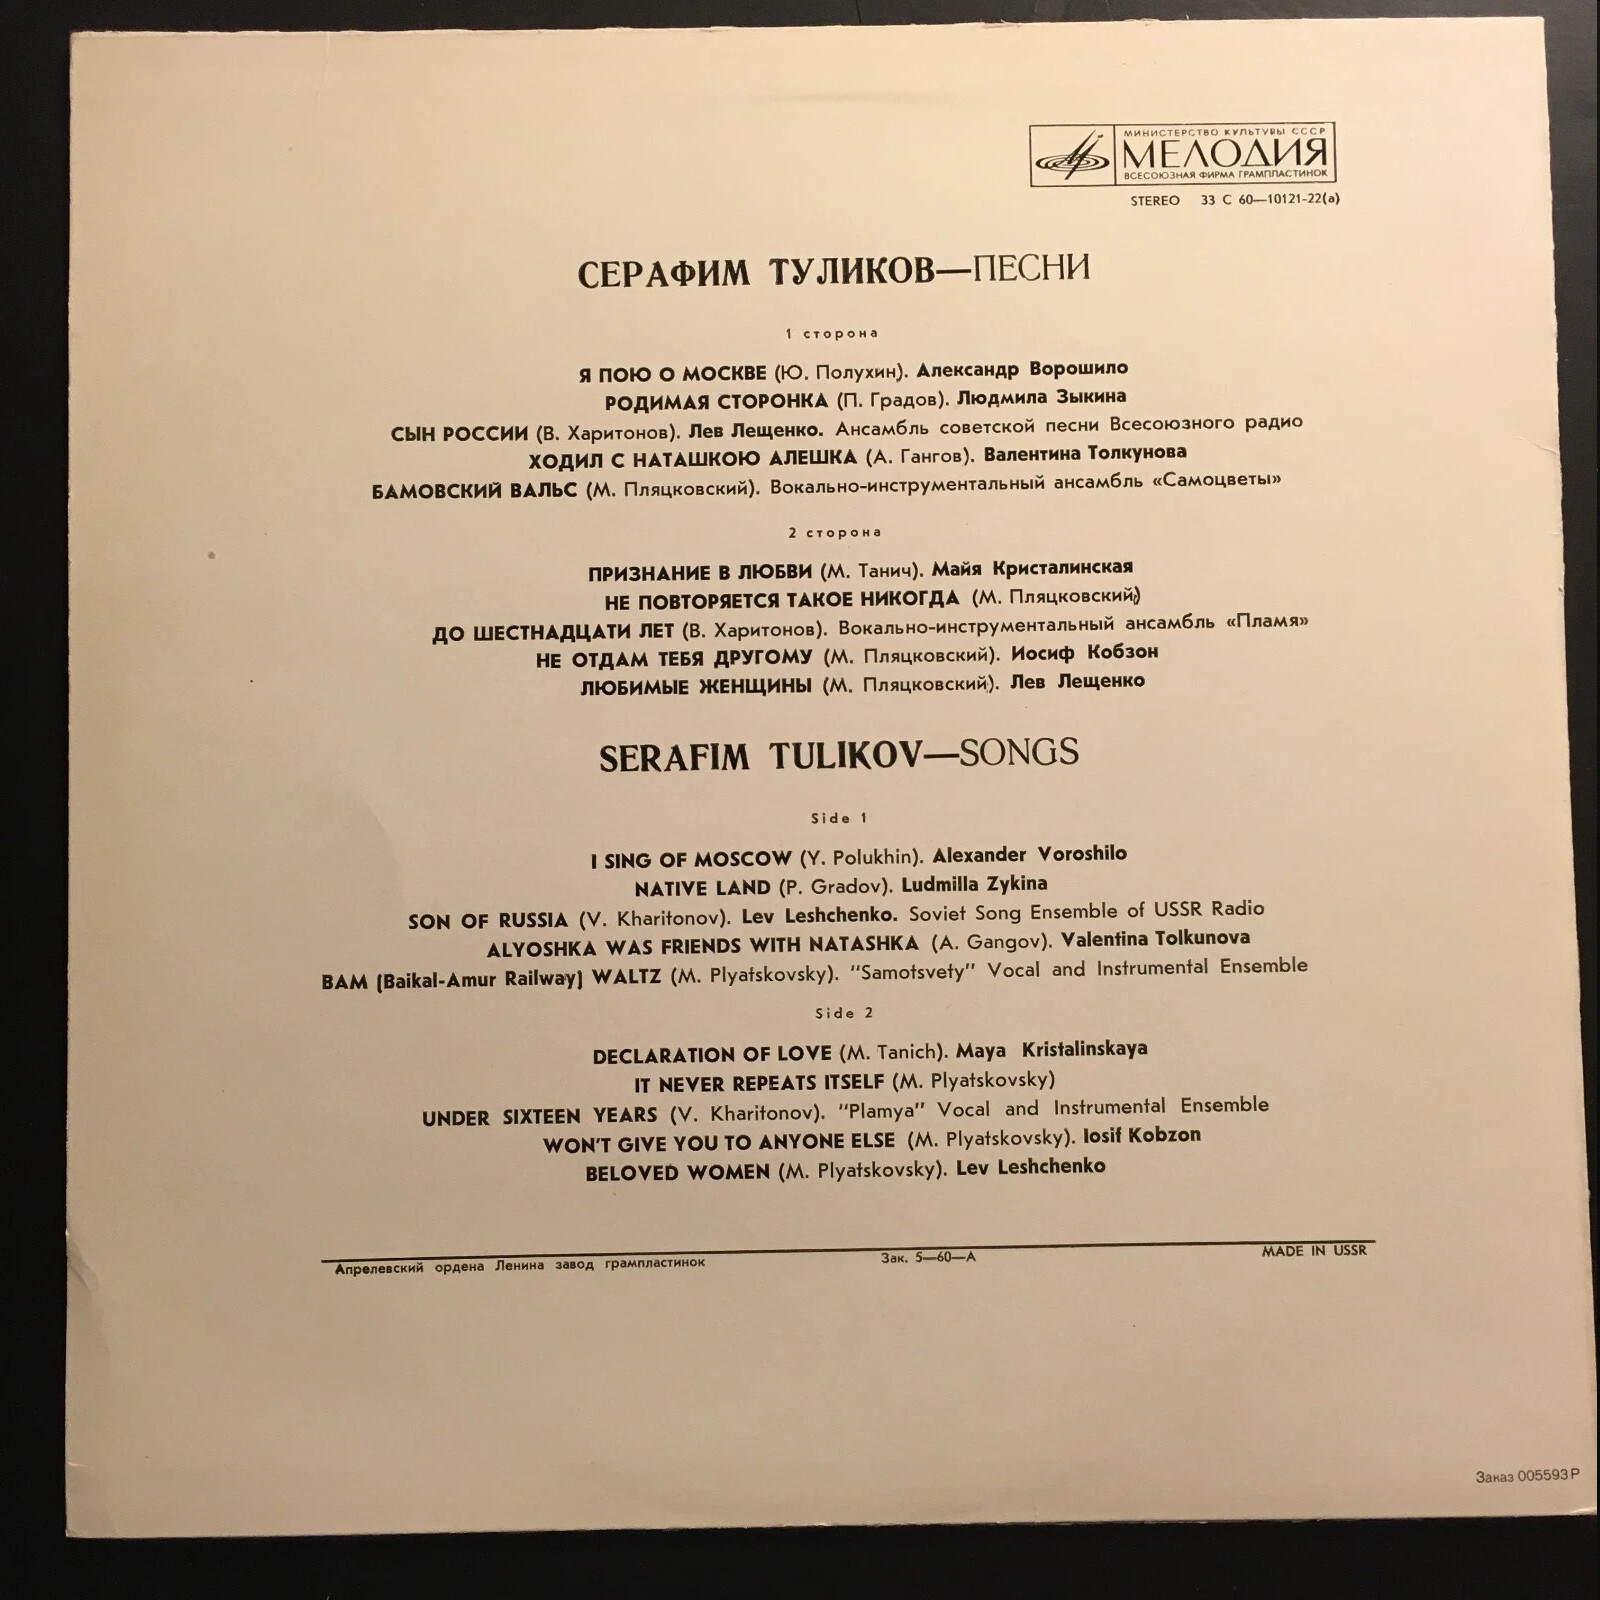 МИНИСТЕРСТВО КУЛЬТУРЫ СССР
МЕЛОДИЯ
ВСЕСОЮЗНАЯ ФИРМА ГРАМПЛАСТИНОК
STEREO 33 С 60—10121-22(а)
СЕРАФИМ ТУЛИКОВ—ПЕСНИ
1 сторона
Я ПОЮ О МОСКВЕ (Ю. Полухин). Александр Ворошило
РОДИМАЯ СТОРОНКА (П. Градов). Людмила Зыкина
СЫН РОССИИ (В. Харитонов). Лев Лещенко. Ансамбль советской песни Всесоюзного радио
ХОДИЛ С НАТАШКОЮ АЛЕШКА (А. Гангов). Валентина Толкунова
БАМОВСКИЙ ВАЛЬС (М. Пляцковский). Вокально-инструментальный ансамбль «Самоцветы»
2 сторона
ПРИЗНАНИЕ В ЛЮБВИ (М. Танич). Майя Кристалинская
НЕ ПОВТОРЯЕТСЯ ТАКОЕ НИКОГДА (М. Пляцковский)
ДО ШЕСТНАДЦАТИ ЛЕТ (В. Харитонов). Вокально-инструментальный ансамбль «Пламя»
НЕ ОТДАМ ТЕБЯ ДРУГОМУ (М. Пляцковский). Иосиф Кобзон
ЛЮБИМЫЕ ЖЕНЩИНЫ (М. Пляцковский). Лев Лещенко
SERAFIM TULIKOV—SONGS
Side 1
I SING OF MOSCOW (Y. Polukhin). Alexander Voroshilo
NATIVE LAND (P. Gradov). Ludmilla Zykina
SON OF RUSSIA (V. Kharitonov). Lev Leshchenko. Soviet Song Ensemble of USSR Radio
ALYOSHKA WAS FRIENDS WITH NATASHKA (A. Gangov). Valentina Tolkunova
BAM (Baikal-Amur Railway) WALTZ (M. Plyatskovsky). "Samotsvety" Vocal and Instrumental Ensemble
Side 2
DECLARATION OF LOVE (M. Tanich). Maya Kristalinskaya
IT NEVER REPEATS ITSELF (M. Plyatskovsky)
UNDER SIXTEEN YEARS (V. Kharitonov). "Plamya" Vocal and Instrumental Ensemble
WON'T GIVE YOU TO ANYONE ELSE (M. Plyatskovsky). Iosif Kobzon
BELOVED WOMEN (M. Plyatskovsky). Lev Leshchenko
Апрелевский ордена Ленина завод грампластинок Зак. 5—60—А MADE IN USSR
Заказ 005593Р